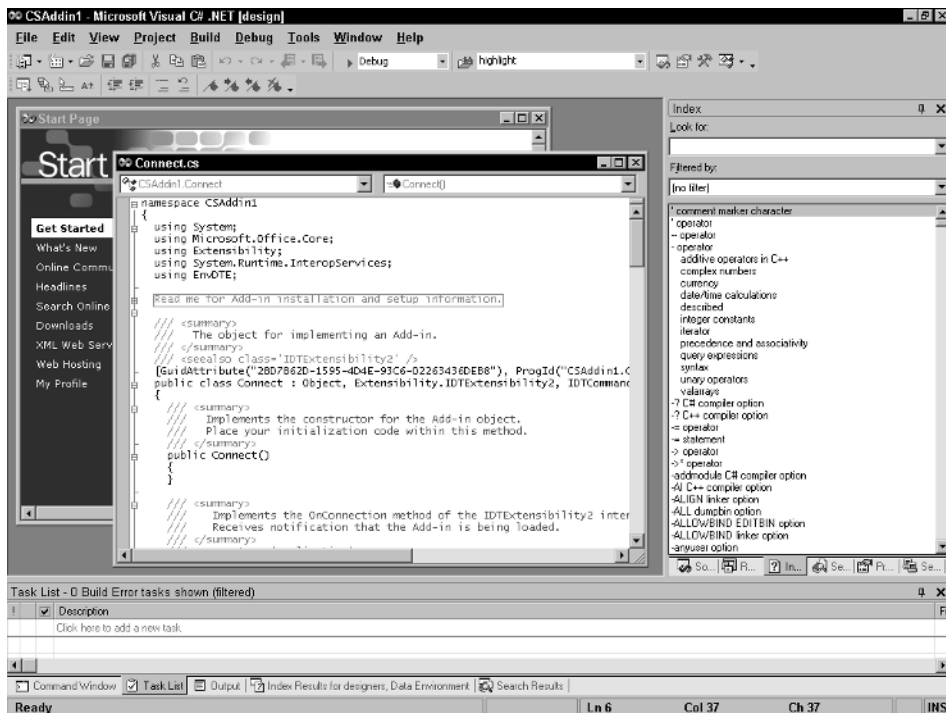 CSAddin1 - Microsoft Visual C# .NET [design]
File Edit View Project Build Debug Tools Window Help
Debug
highlight
Start Page
Start
Get Started
What's New
Online Commu
Headlines
Search Online
Downloads
XML Web Serv
Web Hosting
My Profile
Connect.cs
CSAddin1.Connect
Connect()
namespace CSAddin1
{
using System;
using Microsoft.Office.Core;
using Extensibility;
using System.Runtime.InteropServices;
using EnvDTE;
Read me for Add-in installation and setup information.
/// <summary>
/// The object for implementing an Add-in.
/// </summary>
/// <seealso class='IDTExtensibility2' />
[GuidAttribute("2BD7862D-1595-4D4E-93C6-02263436DEB8"), ProgId("CSAddin1.C
public class Connect : Object, Extensibility.IDTExtensibility2, IDTCommand
{
/// <summary>
/// Implements the constructor for the Add-in object.
/// Place your initialization code within this method.
/// </summary>
public Connect()
{
}
/// <summary>
/// Implements the OnConnection method of the IDTExtensibility2 inter
/// Receives notification that the Add-in is being loaded.
/// </summary>
Index
Look for:
Filtered by:
(no filter)
' comment marker character
' operator
-- operator
- operator
additive operators in C++
complex numbers
currency
date/time calculations
described
integer constants
iterator
precedence and associativity
query expressions
syntax
unary operators
valarrays
-? C# compiler option
-? C++ compiler option
-= operator
-= statement
-> operator
->* operator
-addmodule C# compiler option
-AI C++ compiler option
-ALIGN linker option
-ALL dumpbin option
-ALLOWBIND EDITBIN option
-ALLOWBIND linker option
-anyuser option
So... R... In... Se... Pr... Se...
Task List - 0 Build Error tasks shown (filtered)
! Description
Click here to add a new task
Command Window Task List Output Index Results for designers, Data Environment Search Results
Ready Ln 6 Col 37 Ch 37 INS